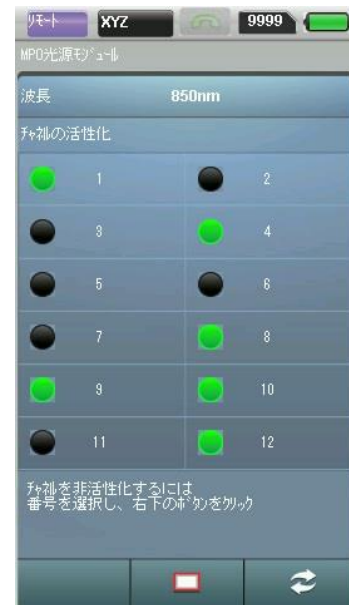 ﾘﾓｰﾄ XYZ 9999
MPO光源ﾓｼﾞｭｰﾙ
波長 850nm
ﾁｬﾈﾙの活性化
1 2
3 4
5 6
7 8
9 10
11 12
ﾁｬﾈﾙを非活性化するには
番号を選択し、右下のﾎﾞﾀﾝをｸﾘｯｸ